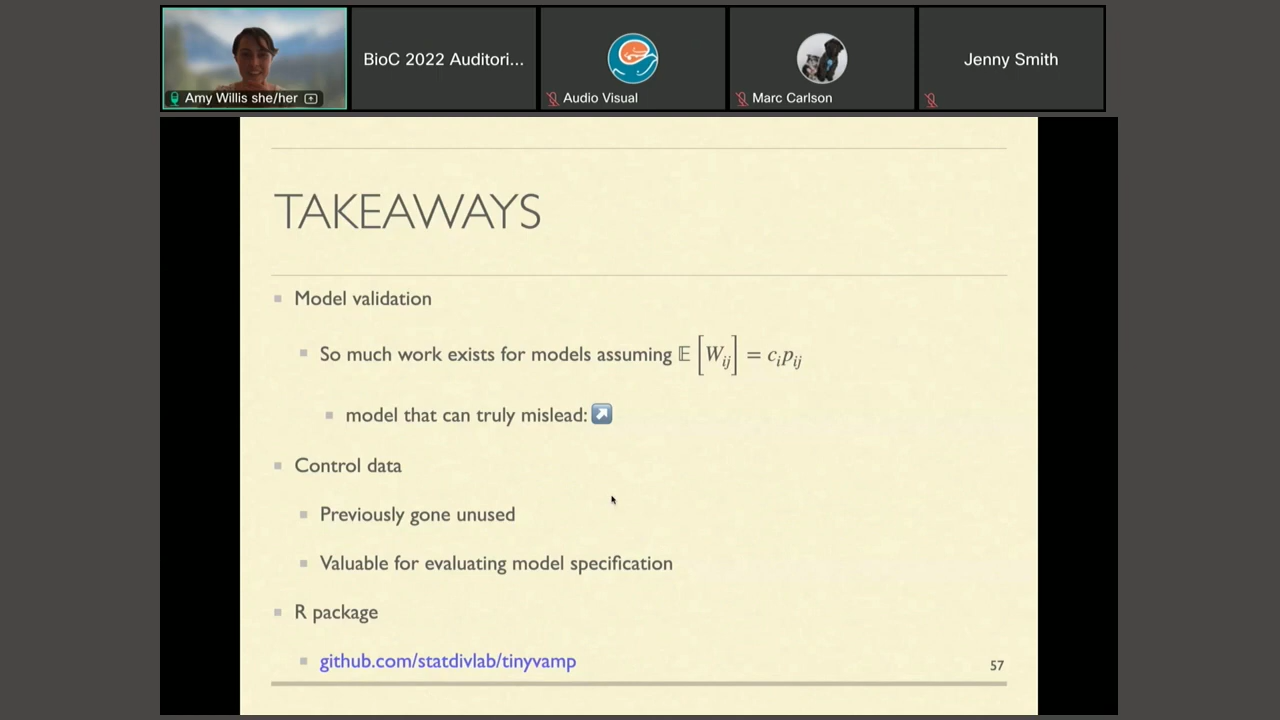 Amy Willis she/her
BioC 2022 Auditori...
Audio Visual
Marc Carlson
Jenny Smith
TAKEAWAYS
Model validation
So much work exists for models assuming 𝔼[W_ij] = c_i p_ij
model that can truly mislead: ↗
Control data
Previously gone unused
Valuable for evaluating model specification
R package
github.com/statdivlab/tinyvamp
57